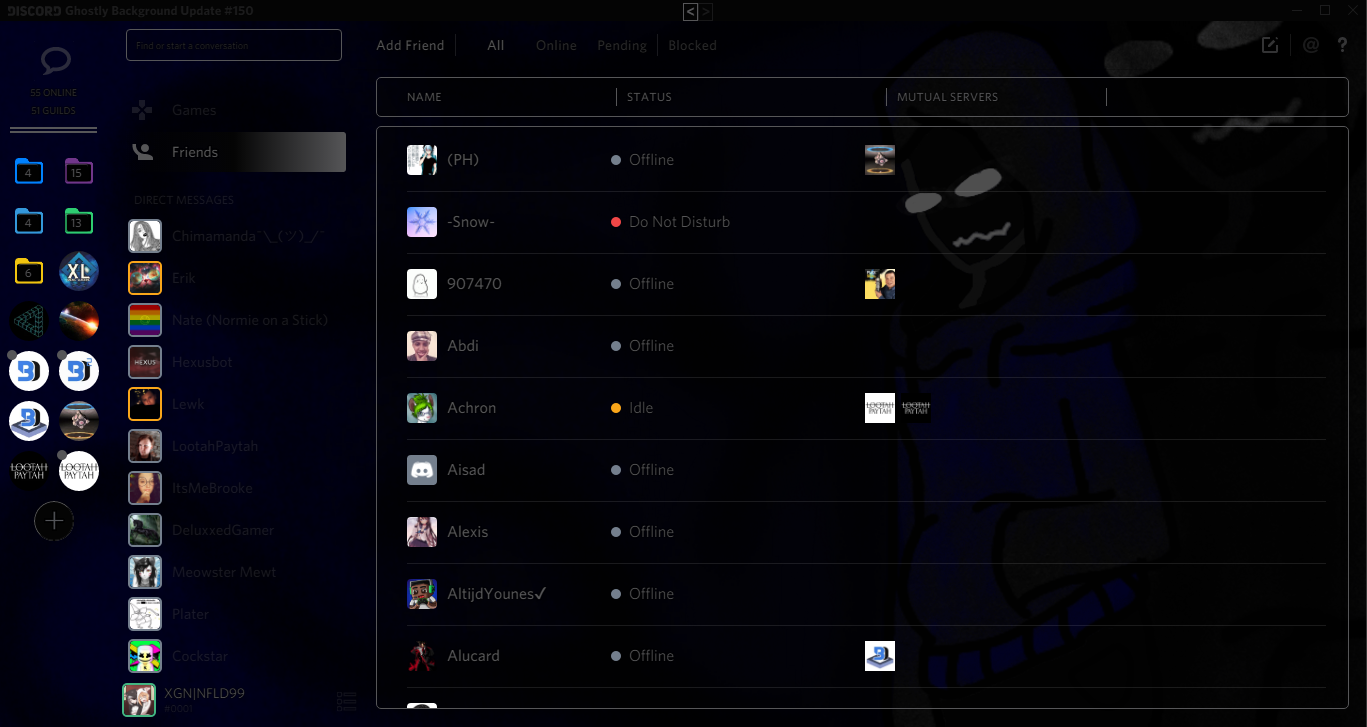 DISCORD Ghostly Background Update #150
< >
55 ONLINE
51 GUILDS
4
15
4
13
6
XL
LOOTAH
PAYTAH
LOOTAH
PAYTAH
Find or start a conversation
Games
Friends
DIRECT MESSAGES
Chimamanda¯\_(ツ)_/¯
Erik
Nate (Normie on a Stick)
HEXUS
Hexusbot
Lewk
LootahPaytah
ItsMeBrooke
DeluxxedGamer
Meowster Mewt
Plater
Cockstar
XGN|NFLD99
#0001
Add Friend All Online Pending Blocked @ ?
NAME STATUS MUTUAL SERVERS
(PH) Offline
-Snow- Do Not Disturb
907470 Offline
Abdi Offline
Achron Idle LOOTAH PAYTAH LOOTAH PAYTAH
Aisad Offline
Alexis Offline
AltijdYounes✓ Offline
Alucard Offline